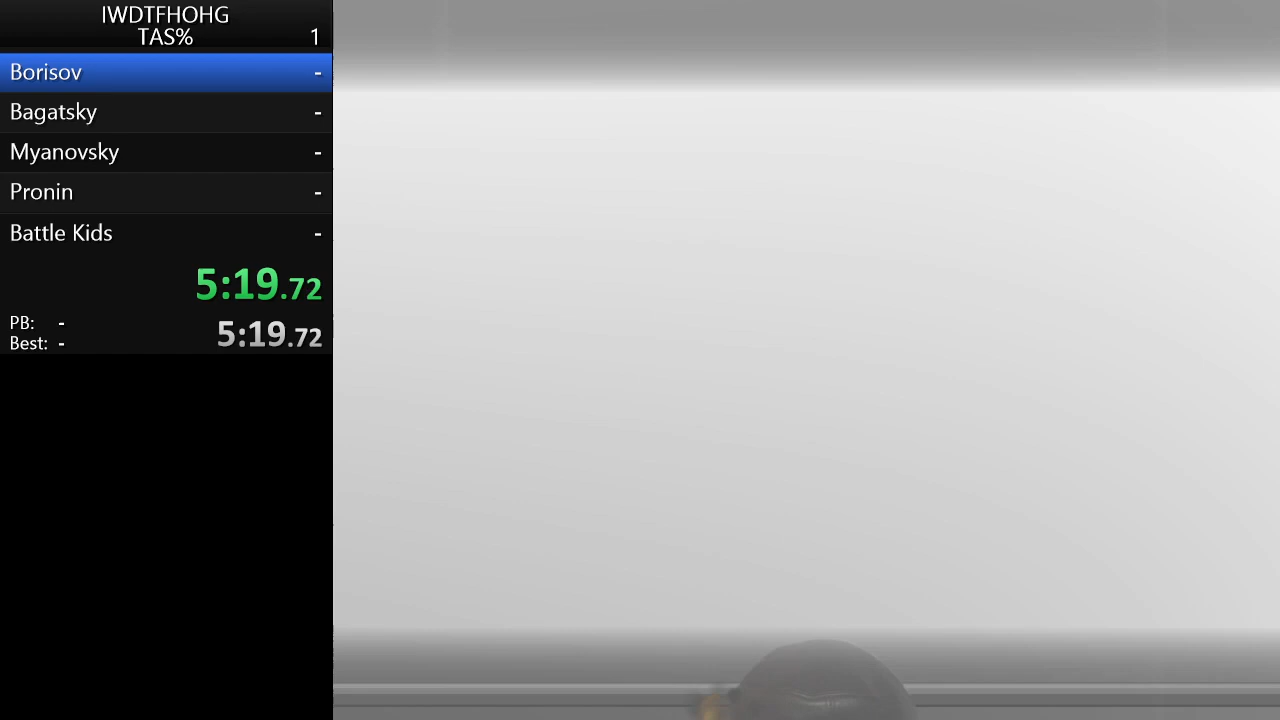 IWDTFHOHG
TAS% 1
Borisov -
Bagatsky -
Myanovsky -
Pronin -
Battle Kids -
5:19.72
PB: - 5:19.72
Best: -